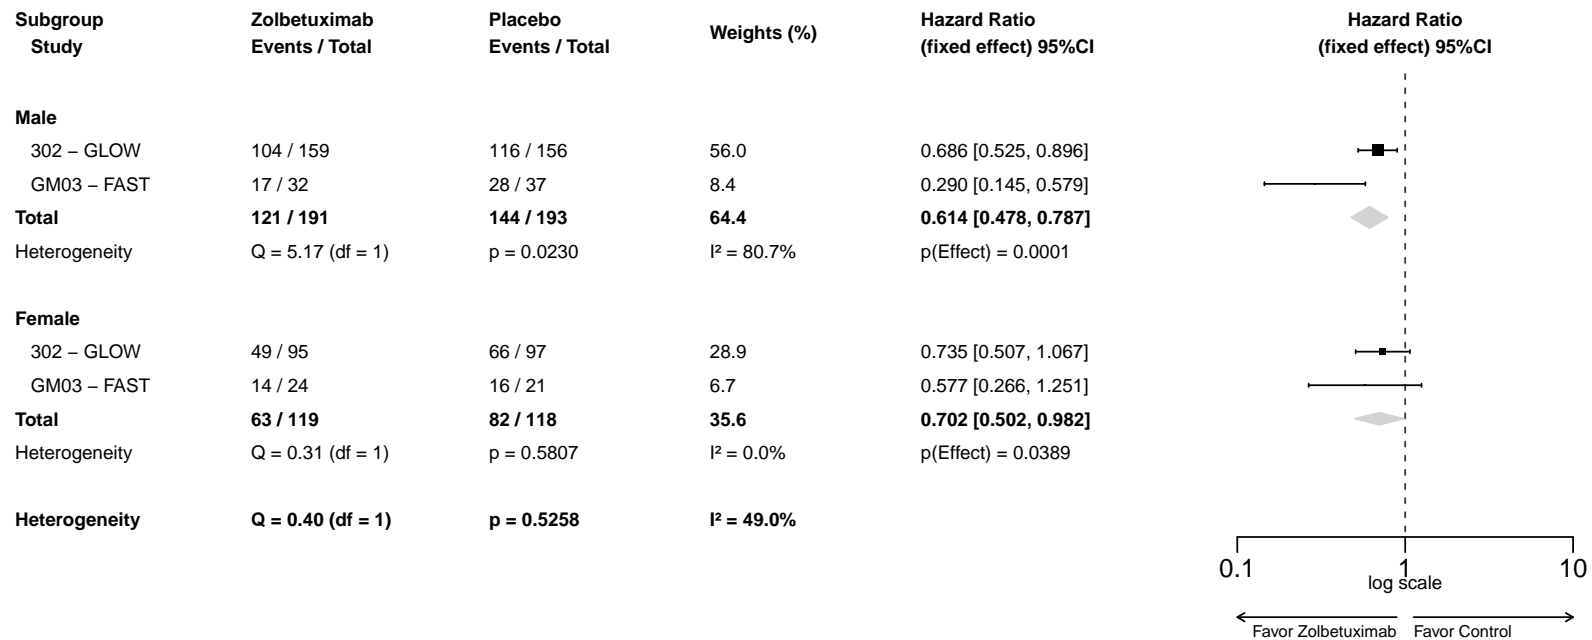 Subgroup Zolbetuximab Placebo Weights (%) Hazard Ratio Hazard Ratio
Study Events / Total Events / Total (fixed effect) 95%CI (fixed effect) 95%CI
Male
302 − GLOW 104 / 159 116 / 156 56.0 0.686 [0.525, 0.896]
GM03 − FAST 17 / 32 28 / 37 8.4 0.290 [0.145, 0.579]
Total 121 / 191 144 / 193 64.4 0.614 [0.478, 0.787]
Heterogeneity Q = 5.17 (df = 1) p = 0.0230 I² = 80.7% p(Effect) = 0.0001
Female
302 − GLOW 49 / 95 66 / 97 28.9 0.735 [0.507, 1.067]
GM03 − FAST 14 / 24 16 / 21 6.7 0.577 [0.266, 1.251]
Total 63 / 119 82 / 118 35.6 0.702 [0.502, 0.982]
Heterogeneity Q = 0.31 (df = 1) p = 0.5807 I² = 0.0% p(Effect) = 0.0389
Heterogeneity Q = 0.40 (df = 1) p = 0.5258 I² = 49.0%
0.1 1 10
log scale
Favor Zolbetuximab Favor Control